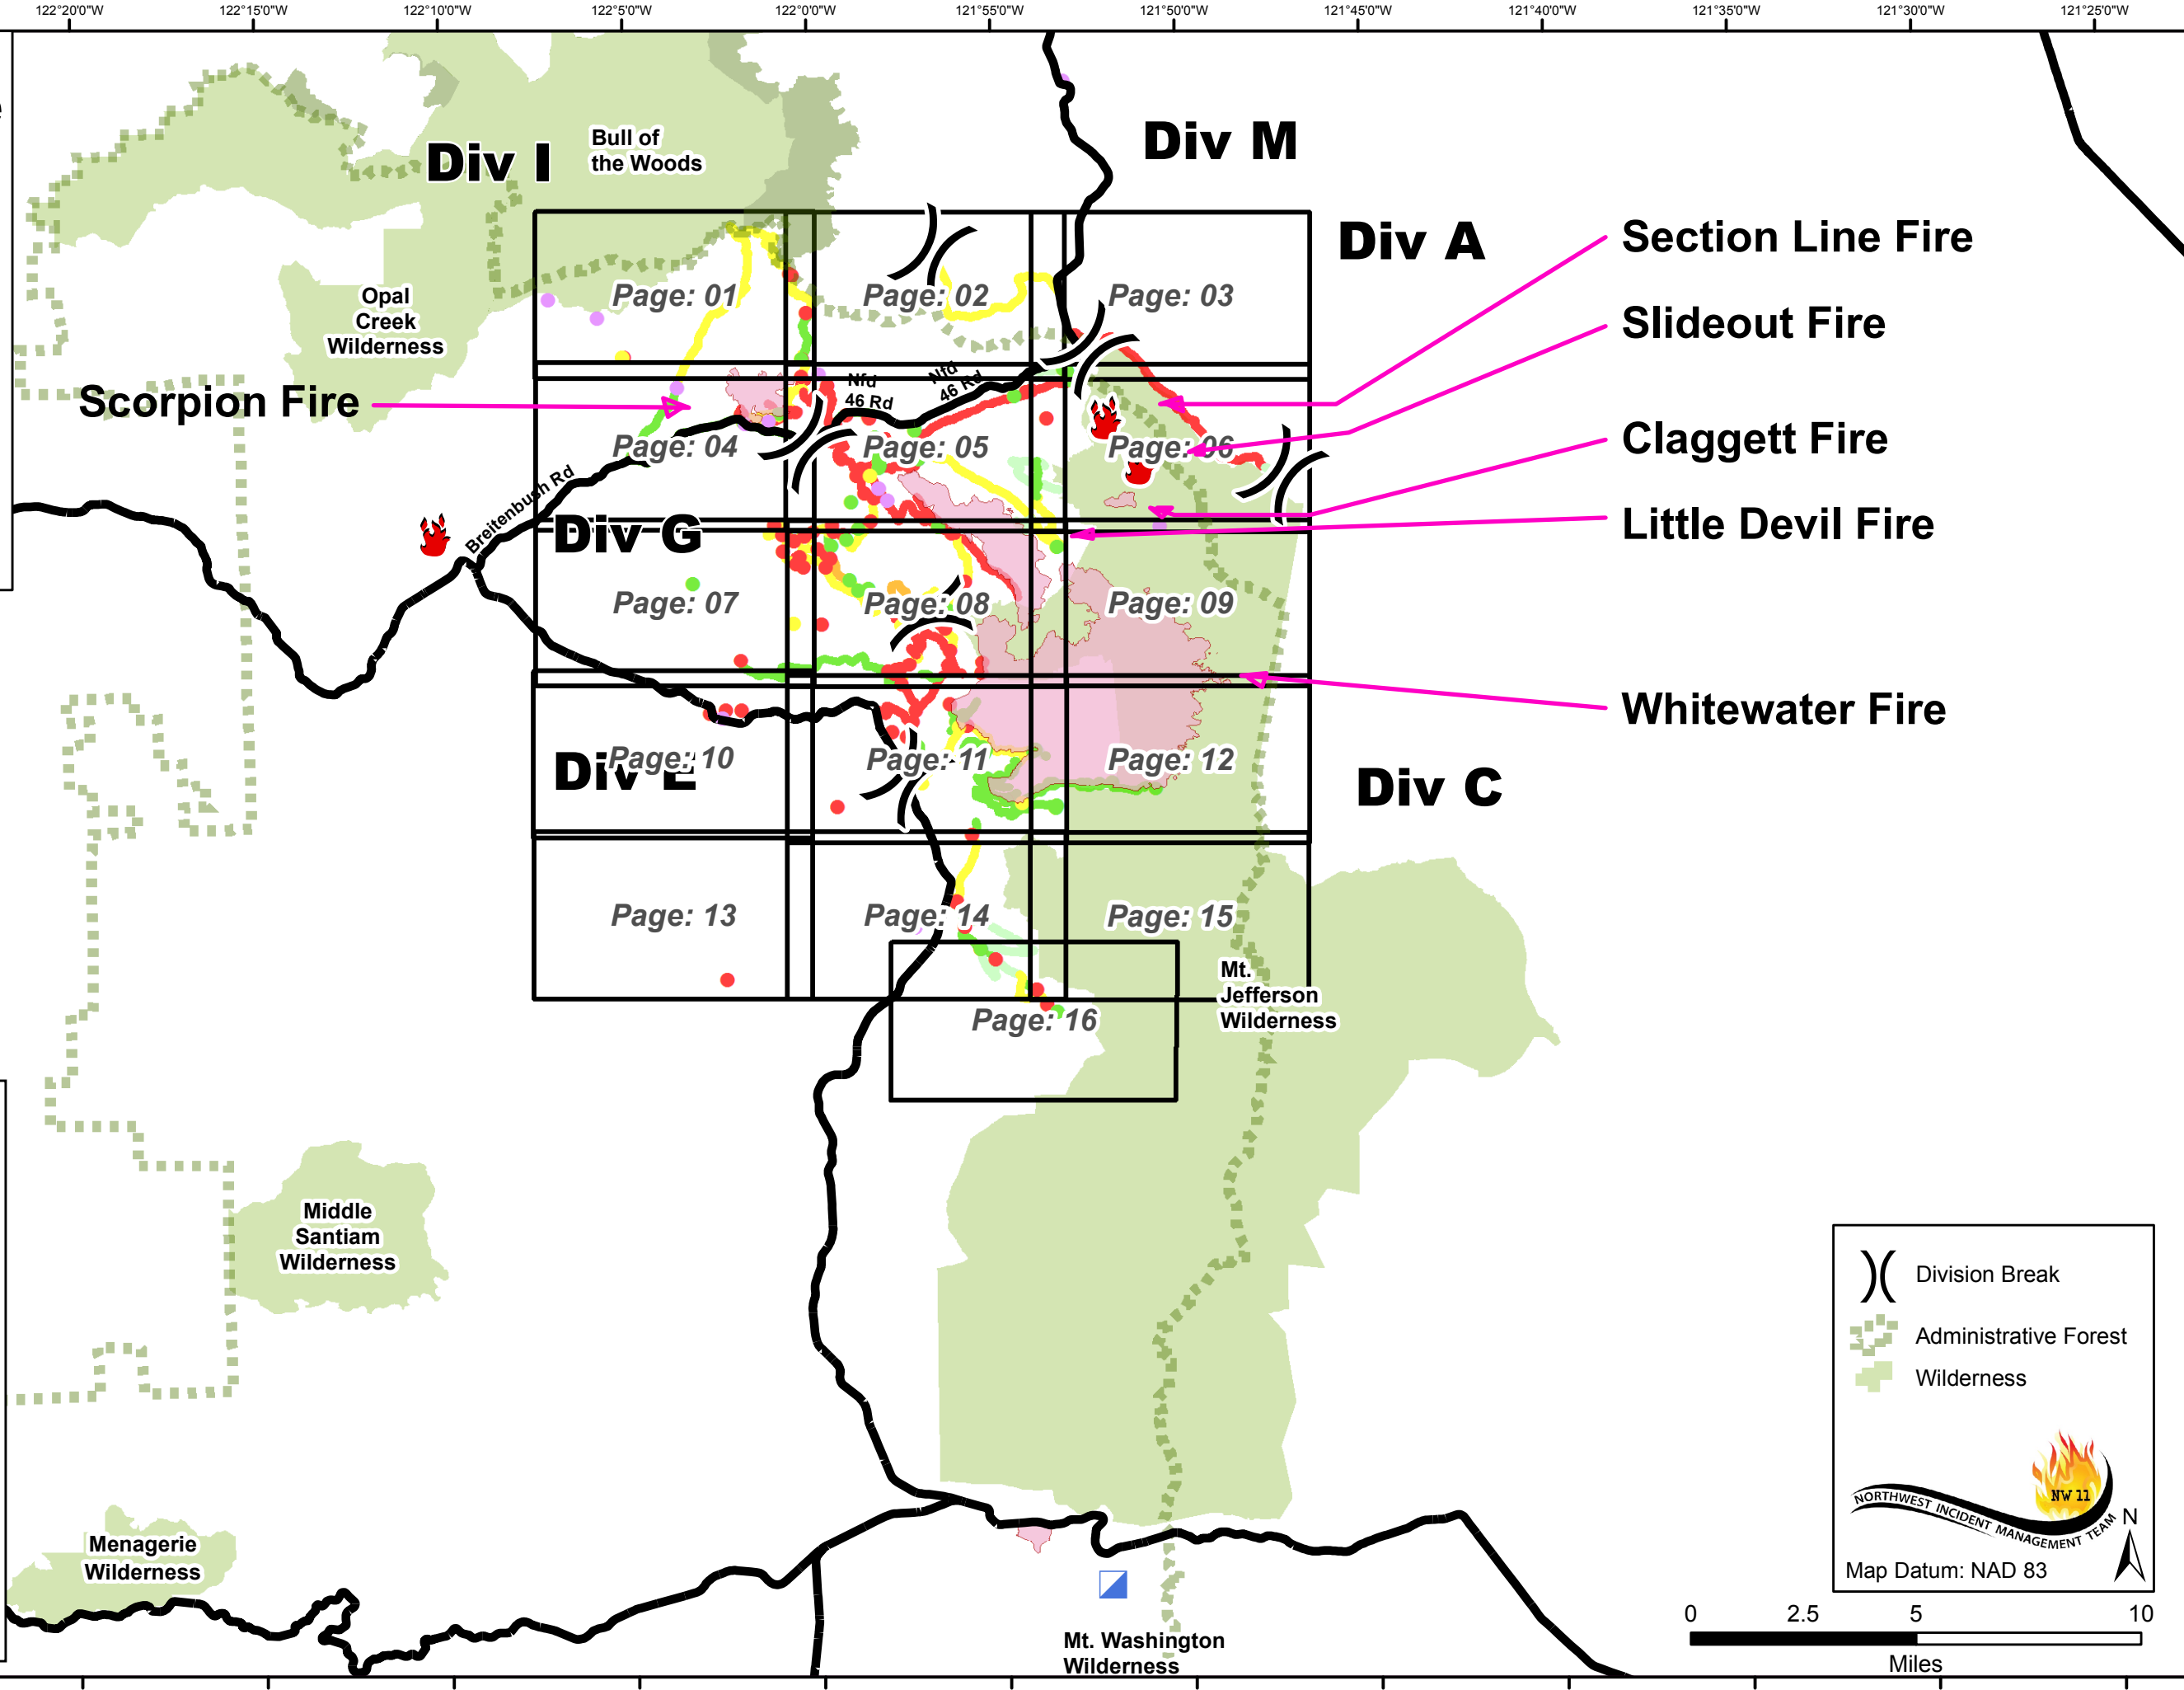 122°20'0"W
122°15'0"W
122°10'0"W
122°5'0"W
122°0'0"W
121°55'0"W
121°50'0"W
121°45'0"W
121°40'0"W
121°35'0"W
121°30'0"W
121°25'0"W
Div I
Bull of
the Woods
Div M
Div A
Section Line Fire
Opal
Creek
Wilderness
Page: 01
Page: 02
Page: 03
Slideout Fire
Scorpion Fire
Nfd
46 Rd
Nfd
46 Rd
Page: 04
Page: 05
Page: 06
Claggett Fire
Breitenbush Rd
Div G
Little Devil Fire
Page: 07
Page: 08
Page: 09
Whitewater Fire
Div E
Page: 10
Page: 11
Page: 12
Div C
Page: 13
Page: 14
Page: 15
Mt.
Jefferson
Wilderness
Page: 16
Middle
Santiam
Wilderness
Division Break
Administrative Forest
Wilderness
NW 11
NORTHWEST INCIDENT MANAGEMENT TEAM
N
Map Datum: NAD 83
Menagerie
Wilderness
Mt. Washington
Wilderness
0 2.5 5 10
Miles